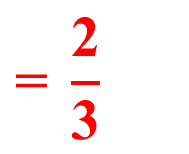 = 2/3